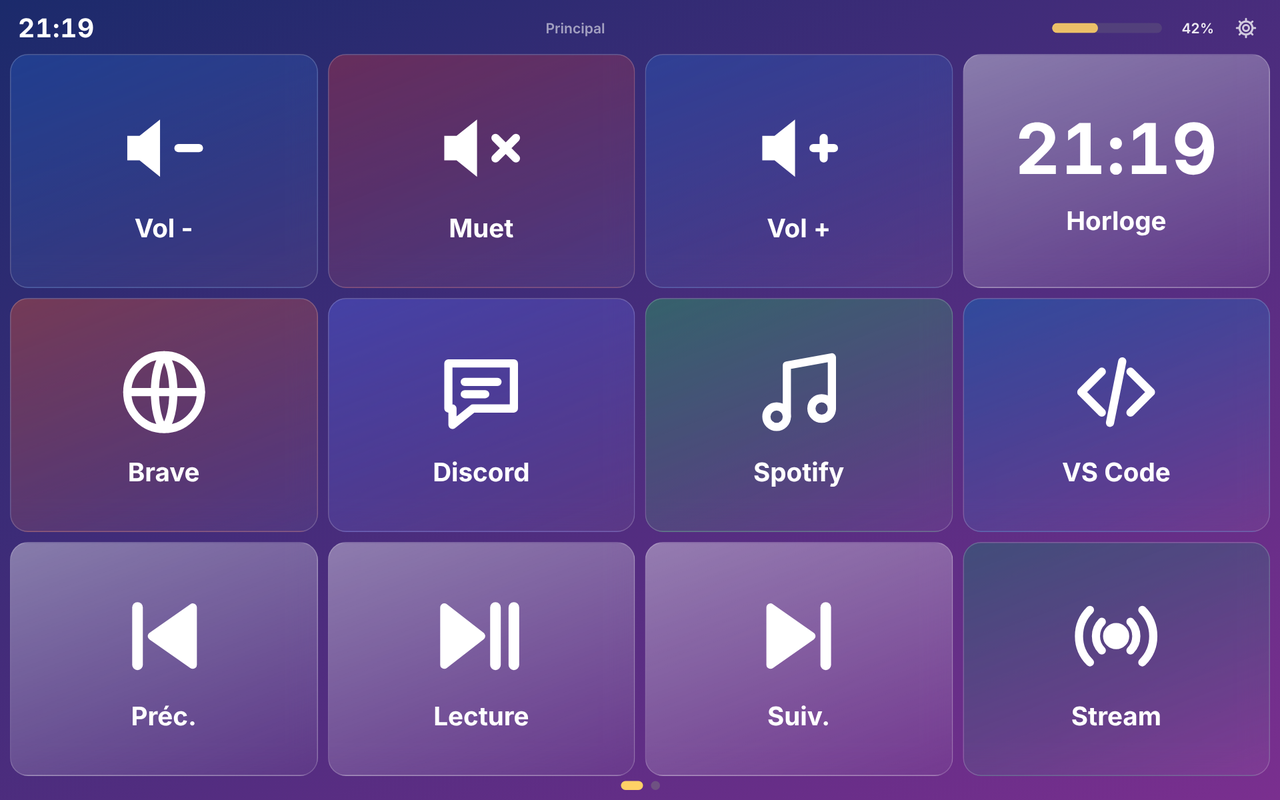 21:19
Principal
42%
Vol -
Muet
Vol +
21:19
Horloge
Brave
Discord
Spotify
VS Code
Préc.
Lecture
Suiv.
Stream